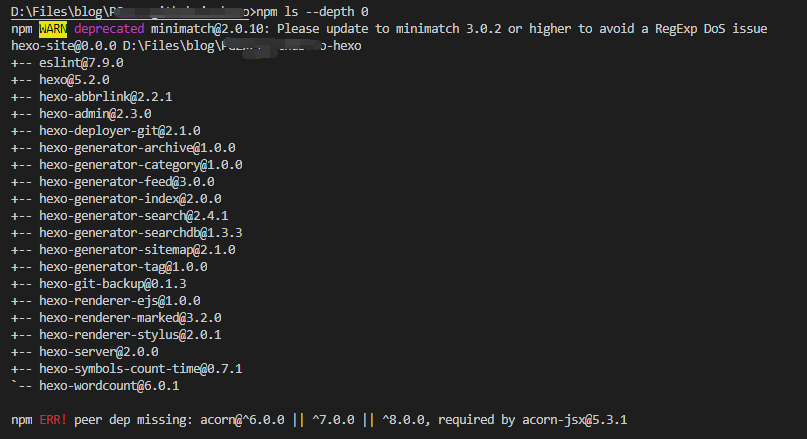 D:\Files\blog\ >npm ls --depth 0
npm WARN deprecated minimatch@2.0.10: Please update to minimatch 3.0.2 or higher to avoid a RegExp DoS issue
hexo-site@0.0.0 D:\Files\blog\ -hexo
+-- eslint@7.9.0
+-- hexo@5.2.0
+-- hexo-abbrlink@2.2.1
+-- hexo-admin@2.3.0
+-- hexo-deployer-git@2.1.0
+-- hexo-generator-archive@1.0.0
+-- hexo-generator-category@1.0.0
+-- hexo-generator-feed@3.0.0
+-- hexo-generator-index@2.0.0
+-- hexo-generator-search@2.4.1
+-- hexo-generator-searchdb@1.3.3
+-- hexo-generator-sitemap@2.1.0
+-- hexo-generator-tag@1.0.0
+-- hexo-git-backup@0.1.3
+-- hexo-renderer-ejs@1.0.0
+-- hexo-renderer-marked@3.2.0
+-- hexo-renderer-stylus@2.0.1
+-- hexo-server@2.0.0
+-- hexo-symbols-count-time@0.7.1
`-- hexo-wordcount@6.0.1
npm ERR! peer dep missing: acorn@^6.0.0 || ^7.0.0 || ^8.0.0, required by acorn-jsx@5.3.1